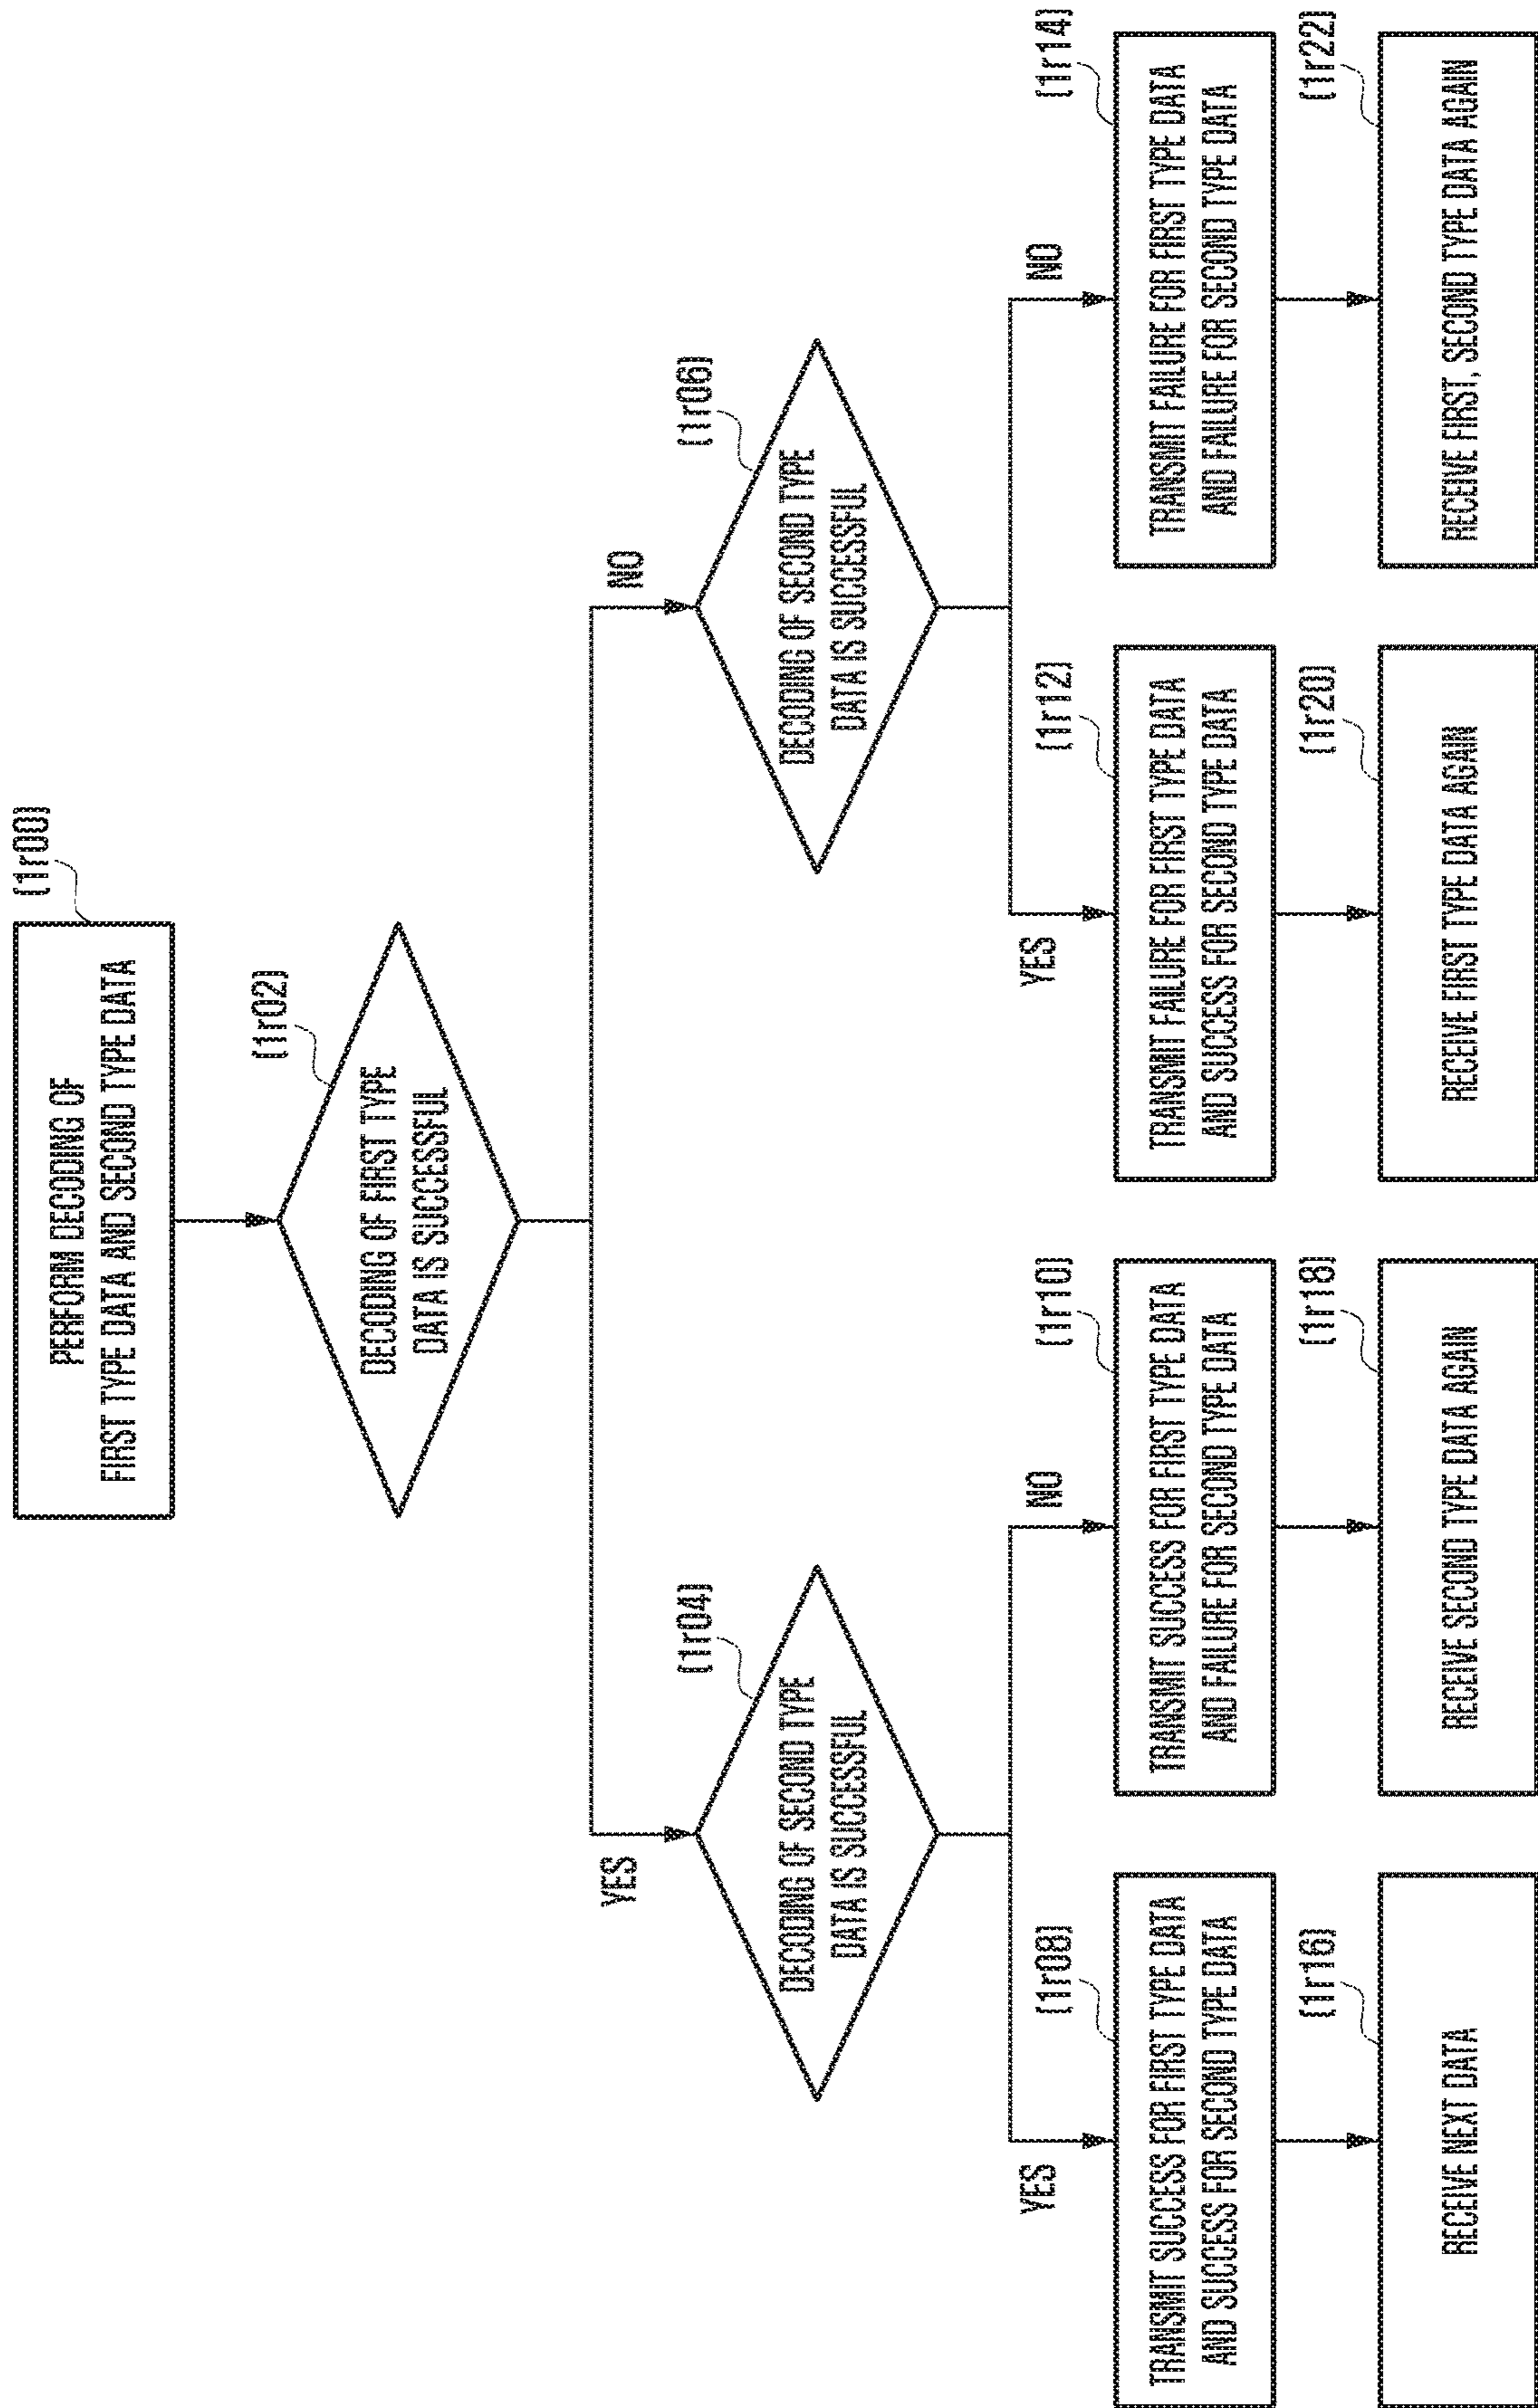 (1r00)
PERFORM DECODING OF
FIRST TYPE DATA AND SECOND TYPE DATA
(1r02)
DECODING OF FIRST TYPE
DATA IS SUCCESSFUL
YES
NO
(1r04)
DECODING OF SECOND TYPE
DATA IS SUCCESSFUL
(1r06)
DECODING OF SECOND TYPE
DATA IS SUCCESSFUL
YES
NO
YES
NO
(1r08)
TRANSMIT SUCCESS FOR FIRST TYPE DATA
AND SUCCESS FOR SECOND TYPE DATA
(1r10)
TRANSMIT SUCCESS FOR FIRST TYPE DATA
AND FAILURE FOR SECOND TYPE DATA
(1r12)
TRANSMIT FAILURE FOR FIRST TYPE DATA
AND SUCCESS FOR SECOND TYPE DATA
(1r14)
TRANSMIT FAILURE FOR FIRST TYPE DATA
AND FAILURE FOR SECOND TYPE DATA
(1r16)
RECEIVE NEXT DATA
(1r18)
RECEIVE SECOND TYPE DATA AGAIN
(1r20)
RECEIVE FIRST TYPE DATA AGAIN
(1r22)
RECEIVE FIRST, SECOND TYPE DATA AGAIN